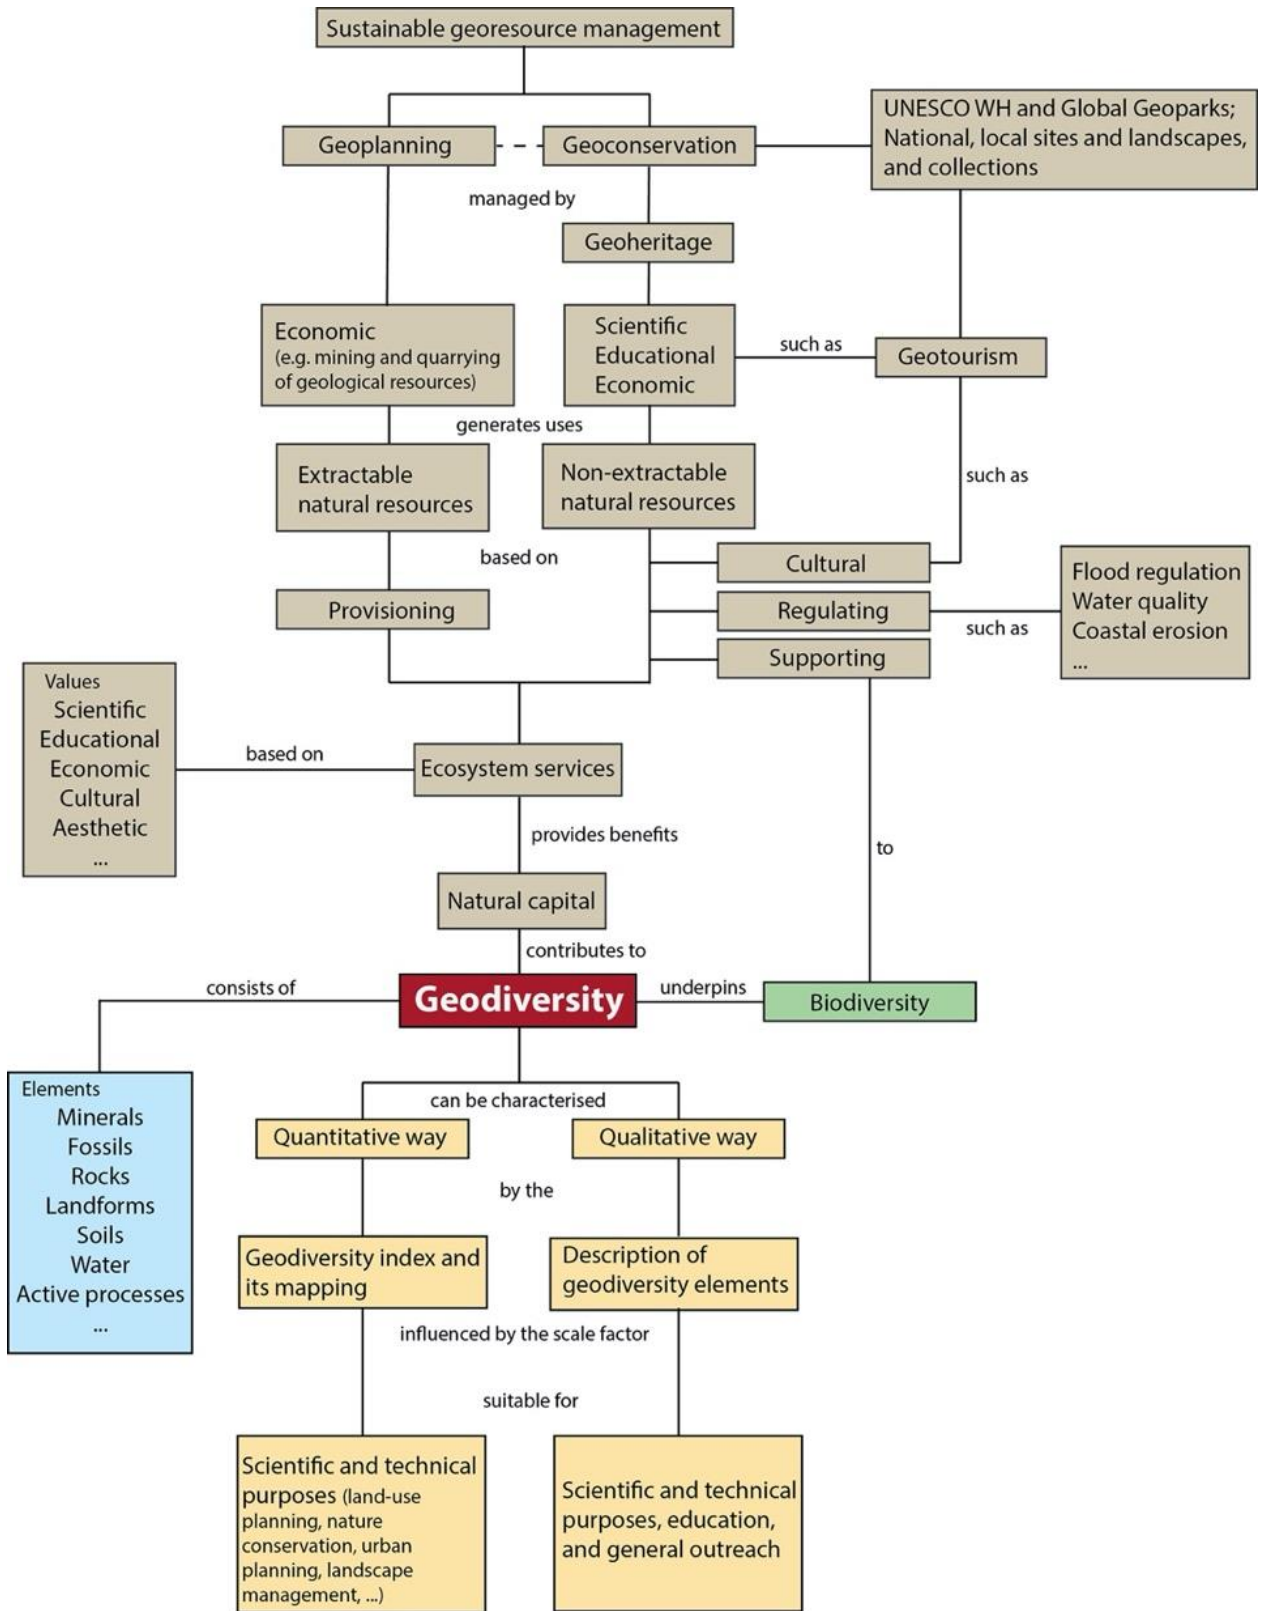 Sustainable georesource management
Geoplanning
Geoconservation
UNESCO WH and Global Geoparks;
National, local sites and landscapes,
and collections
managed by
Geoheritage
Economic
(e.g. mining and quarrying
of geological resources)
Scientific
Educational
Economic
such as
Geotourism
generates uses
Extractable
natural resources
Non-extractable
natural resources
such as
based on
Cultural
Provisioning
Regulating
such as
Flood regulation
Water quality
Coastal erosion
...
Supporting
Values
Scientific
Educational
Economic
Cultural
Aesthetic
...
based on
Ecosystem services
provides benefits
to
Natural capital
contributes to
consists of
Geodiversity
underpins
Biodiversity
Elements
Minerals
Fossils
Rocks
Landforms
Soils
Water
Active processes
...
can be characterised
Quantitative way
Qualitative way
by the
Geodiversity index and
its mapping
Description of
geodiversity elements
influenced by the scale factor
suitable for
Scientific and technical
purposes (land-use
planning, nature
conservation, urban
planning, landscape
management, ...)
Scientific and technical
purposes, education,
and general outreach